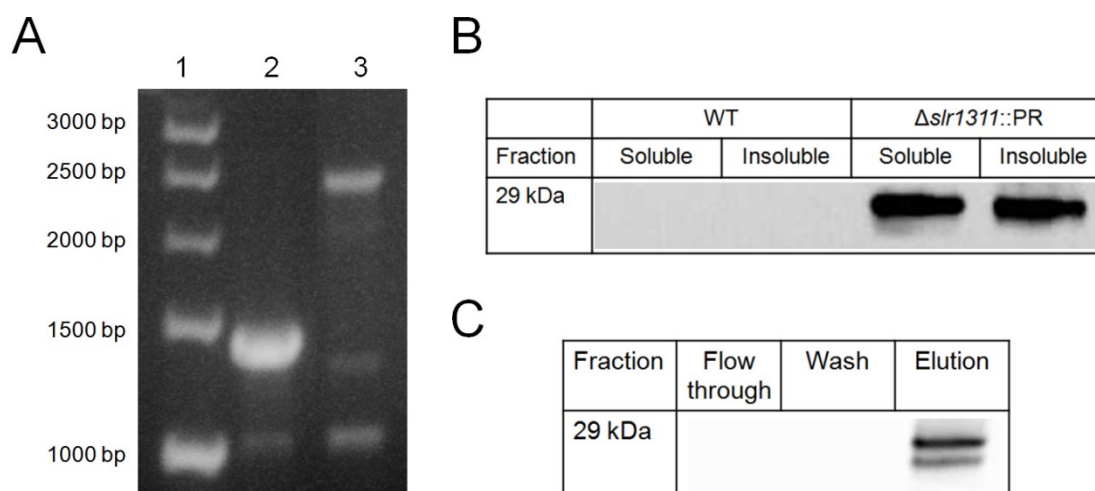 A
1 2 3
3000 bp
2500 bp
2000 bp
1500 bp
1000 bp
B
WT Δslr1311::PR
Fraction Soluble Insoluble Soluble Insoluble
29 kDa
C
Fraction Flow through Wash Elution
29 kDa